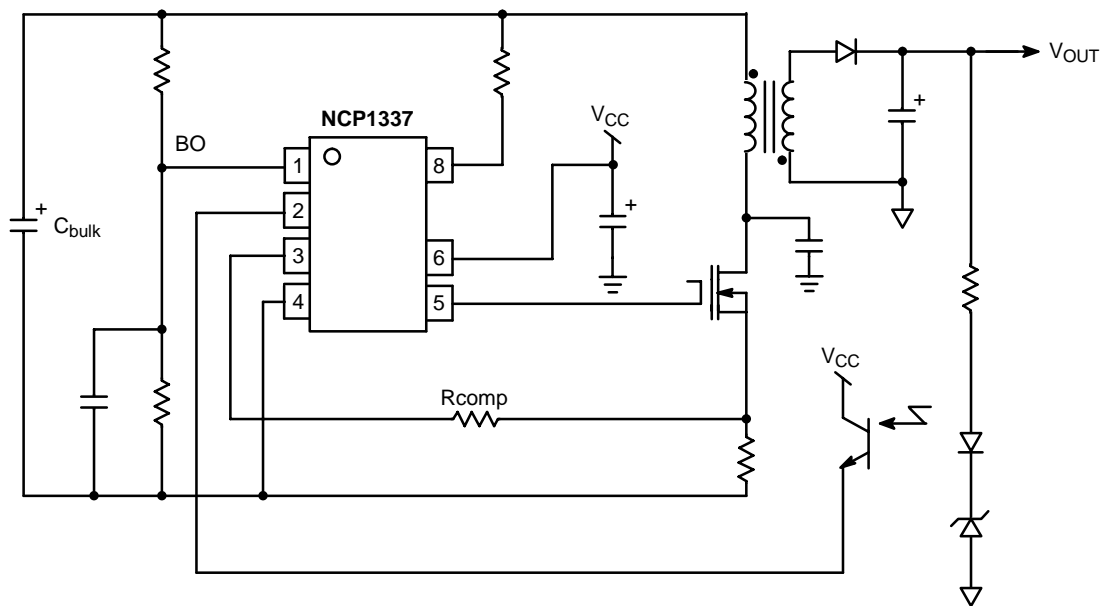 V_OUT
NCP1337
V_CC
BO
1
8
2
C_bulk
3
6
4
5
V_CC
Rcomp
+
+
+